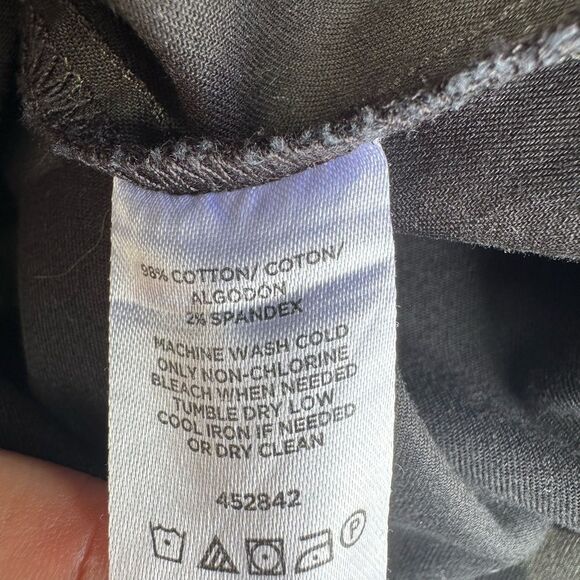 98% COTTON/ COTON/
ALGODON
2% SPANDEX
MACHINE WASH COLD
ONLY NON-CHLORINE
BLEACH WHEN NEEDED
TUMBLE DRY LOW
COOL IRON IF NEEDED
OR DRY CLEAN
452842
P